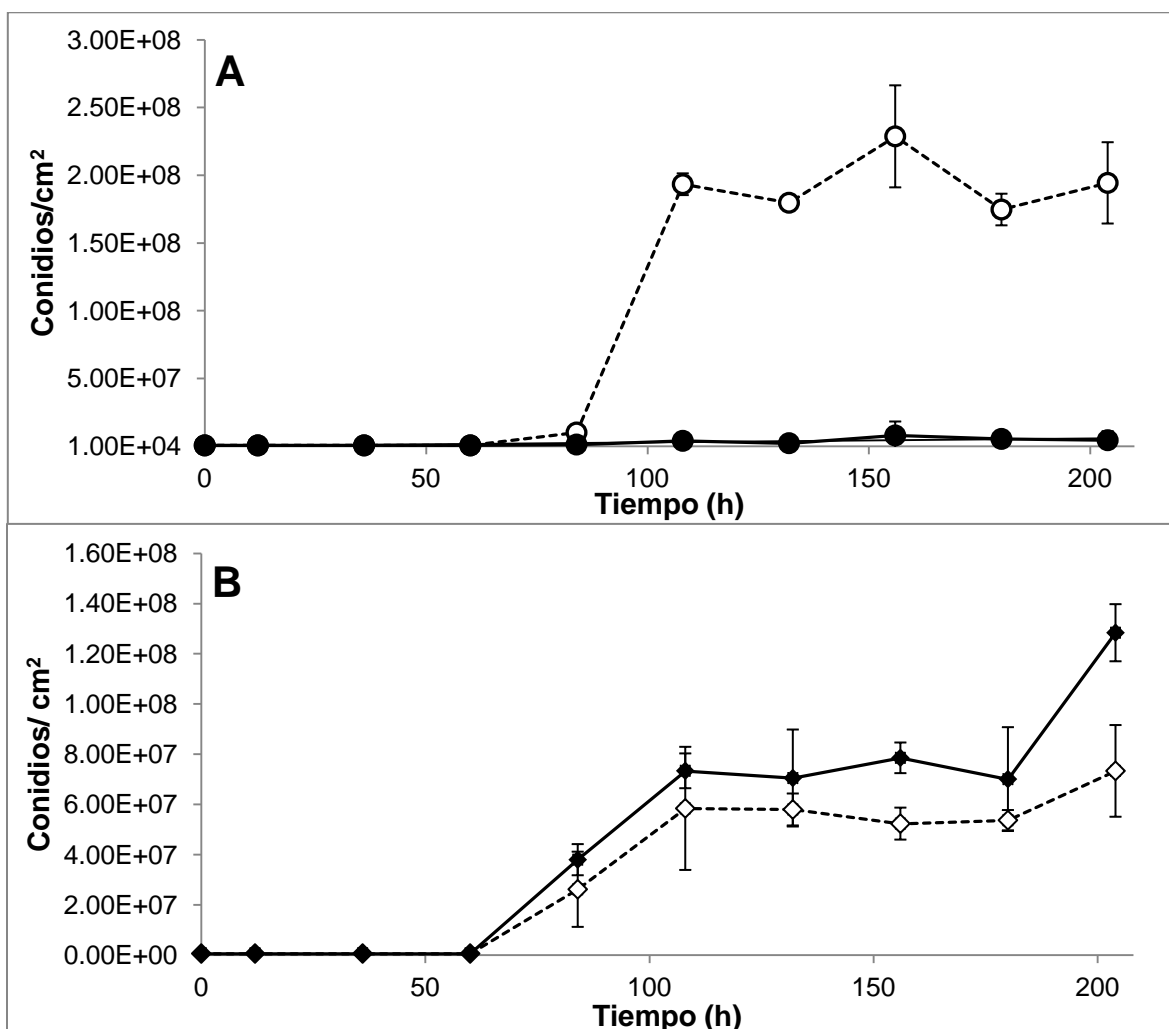 A
3.00E+08
2.50E+08
2.00E+08
1.50E+08
1.00E+08
5.00E+07
1.00E+04
Conidios/cm²
0 50 100 150 200
Tiempo (h)
B
1.60E+08
1.40E+08
1.20E+08
1.00E+08
8.00E+07
6.00E+07
4.00E+07
2.00E+07
0.00E+00
Conidios/ cm²
0 50 100 150 200
Tiempo (h)